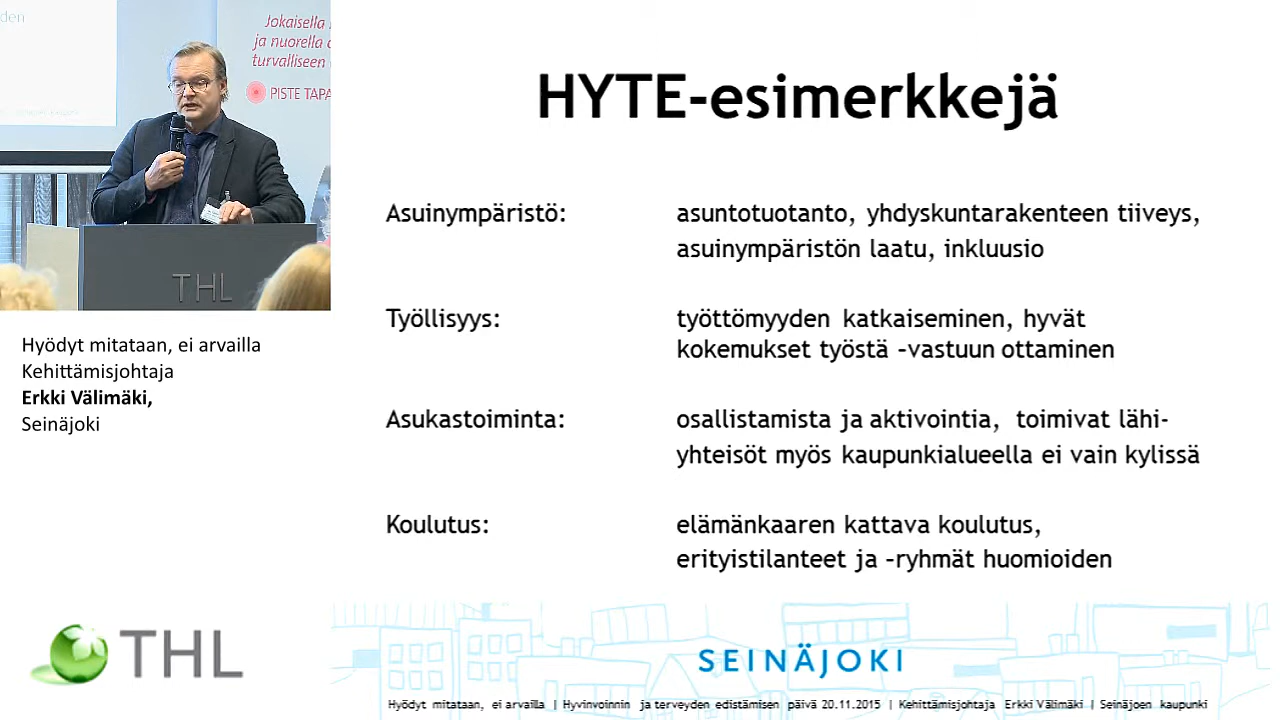 den
Jokaisella
ja nuorella
turvalliseen
PISTE TAPA
THL
Hyödyt mitataan, ei arvailla
Kehittämisjohtaja
Erkki Välimäki,
Seinäjoki
THL
HYTE-esimerkkejä
Asuinympäristö: asuntotuotanto, yhdyskuntarakenteen tiiveys,
asuinympäristön laatu, inkluusio
Työllisyys: työttömyyden katkaiseminen, hyvät
kokemukset työstä –vastuun ottaminen
Asukastoiminta: osallistamista ja aktivointia, toimivat lähi-
yhteisöt myös kaupunkialueella ei vain kylissä
Koulutus: elämänkaaren kattava koulutus,
erityistilanteet ja –ryhmät huomioiden
SEINÄJOKI
Hyödyt mitataan, ei arvailla | Hyvinvoinnin ja terveyden edistämisen päivä 20.11.2015 | Kehittämisjohtaja Erkki Välimäki | Seinäjoen kaupunki